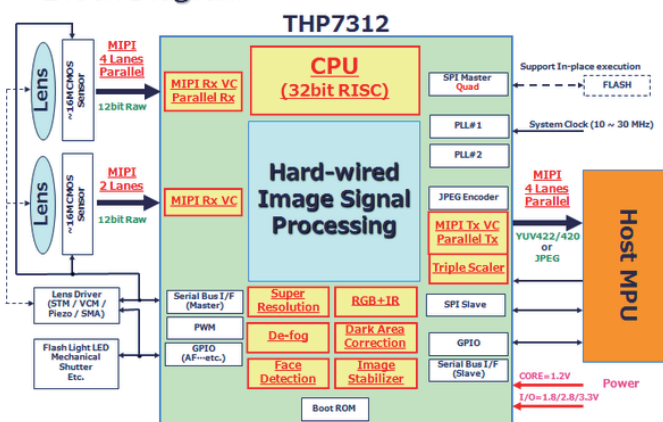 THP7312
Lens
~16MCMOS
Sensor
MIPI
4 Lanes
Parallel
12bit Raw
MIPI Rx VC
Parallel Rx
CPU
(32bit RISC)
SPI Master
Quad
Support In-place execution
FLASH
PLL#1
System Clock (10 ~ 30 MHz)
PLL#2
Lens
~16MCMOS
Sensor
MIPI
2 Lanes
12bit Raw
MIPI Rx VC
Hard-wired
Image Signal
Processing
JPEG Encoder
MIPI Tx VC
Parallel Tx
Triple Scaler
MIPI
4 Lanes
Parallel
YUV422/420
or
JPEG
Host MPU
Lens Driver
(STM / VCM /
Piezo / SMA)
Serial Bus I/F
(Master)
Super
Resolution
RGB+IR
SPI Slave
PWM
De-fog
Dark Area
Correction
GPIO
Flash Light LED
Mechanical
Shutter
Etc.
GPIO
(AF…etc.)
Face
Detection
Image
Stabilizer
Serial Bus I/F
(Slave)
CORE=1.2V
Power
I/O=1.8/2.8/3.3V
Boot ROM